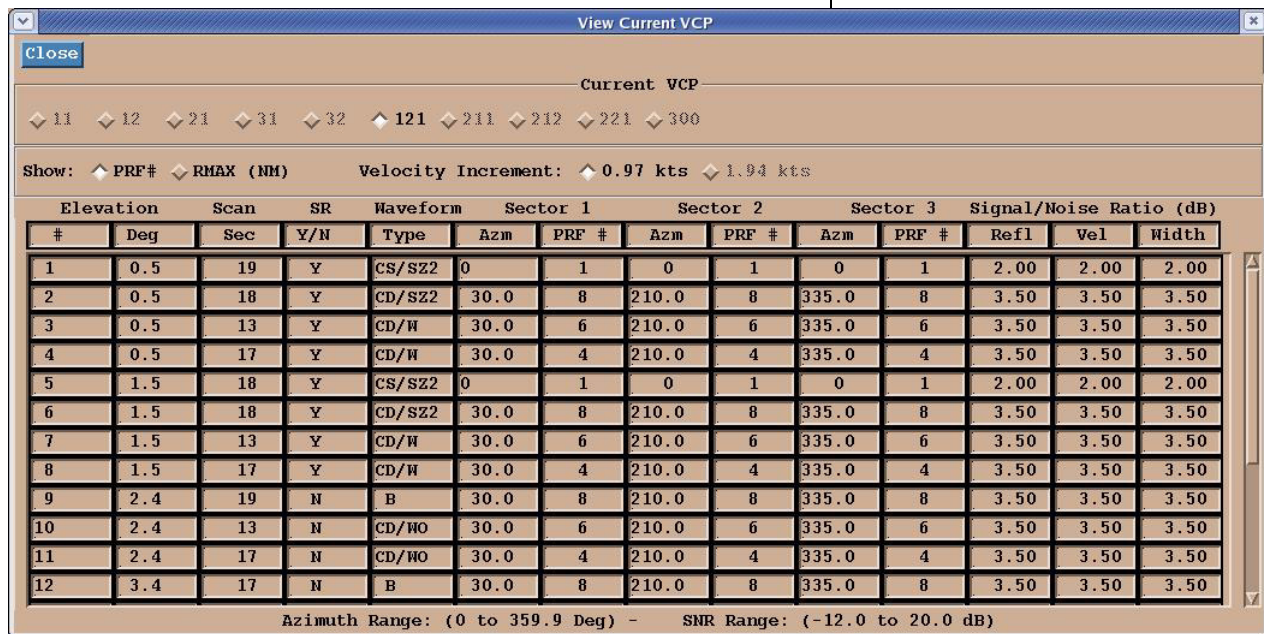 View Current VCP
Close
Current VCP
11 12 21 31 32 121 211 212 221 300
Show: PRF# RMAX (NM) Velocity Increment: 0.97 kts 1.94 kts
Elevation Scan SR Waveform Sector 1 Sector 2 Sector 3 Signal/Noise Ratio (dB)
# Deg Sec Y/N Type Azm PRF # Azm PRF # Azm PRF # Refl Vel Width
1 0.5 19 Y CS/SZ2 0 1 0 1 0 1 2.00 2.00 2.00
2 0.5 18 Y CD/SZ2 30.0 8 210.0 8 335.0 8 3.50 3.50 3.50
3 0.5 13 Y CD/W 30.0 6 210.0 6 335.0 6 3.50 3.50 3.50
4 0.5 17 Y CD/W 30.0 4 210.0 4 335.0 4 3.50 3.50 3.50
5 1.5 18 Y CS/SZ2 0 1 0 1 0 1 2.00 2.00 2.00
6 1.5 18 Y CD/SZ2 30.0 8 210.0 8 335.0 8 3.50 3.50 3.50
7 1.5 13 Y CD/W 30.0 6 210.0 6 335.0 6 3.50 3.50 3.50
8 1.5 17 Y CD/W 30.0 4 210.0 4 335.0 4 3.50 3.50 3.50
9 2.4 19 N B 30.0 8 210.0 8 335.0 8 3.50 3.50 3.50
10 2.4 13 N CD/WO 30.0 6 210.0 6 335.0 6 3.50 3.50 3.50
11 2.4 17 N CD/WO 30.0 4 210.0 4 335.0 4 3.50 3.50 3.50
12 3.4 17 N B 30.0 8 210.0 8 335.0 8 3.50 3.50 3.50
Azimuth Range: (0 to 359.9 Deg) - SNR Range: (-12.0 to 20.0 dB)